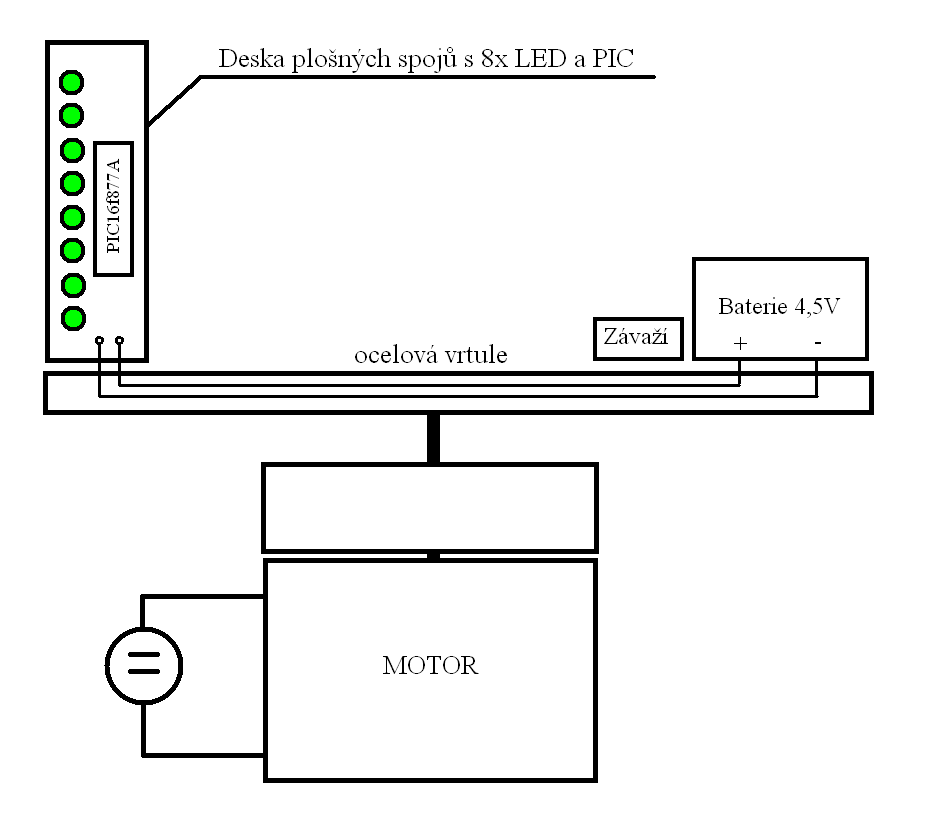 Deska plošných spojů s 8x LED a PIC
PIC16f877A
Baterie 4,5V
+ -
Závaží
ocelová vrtule
MOTOR